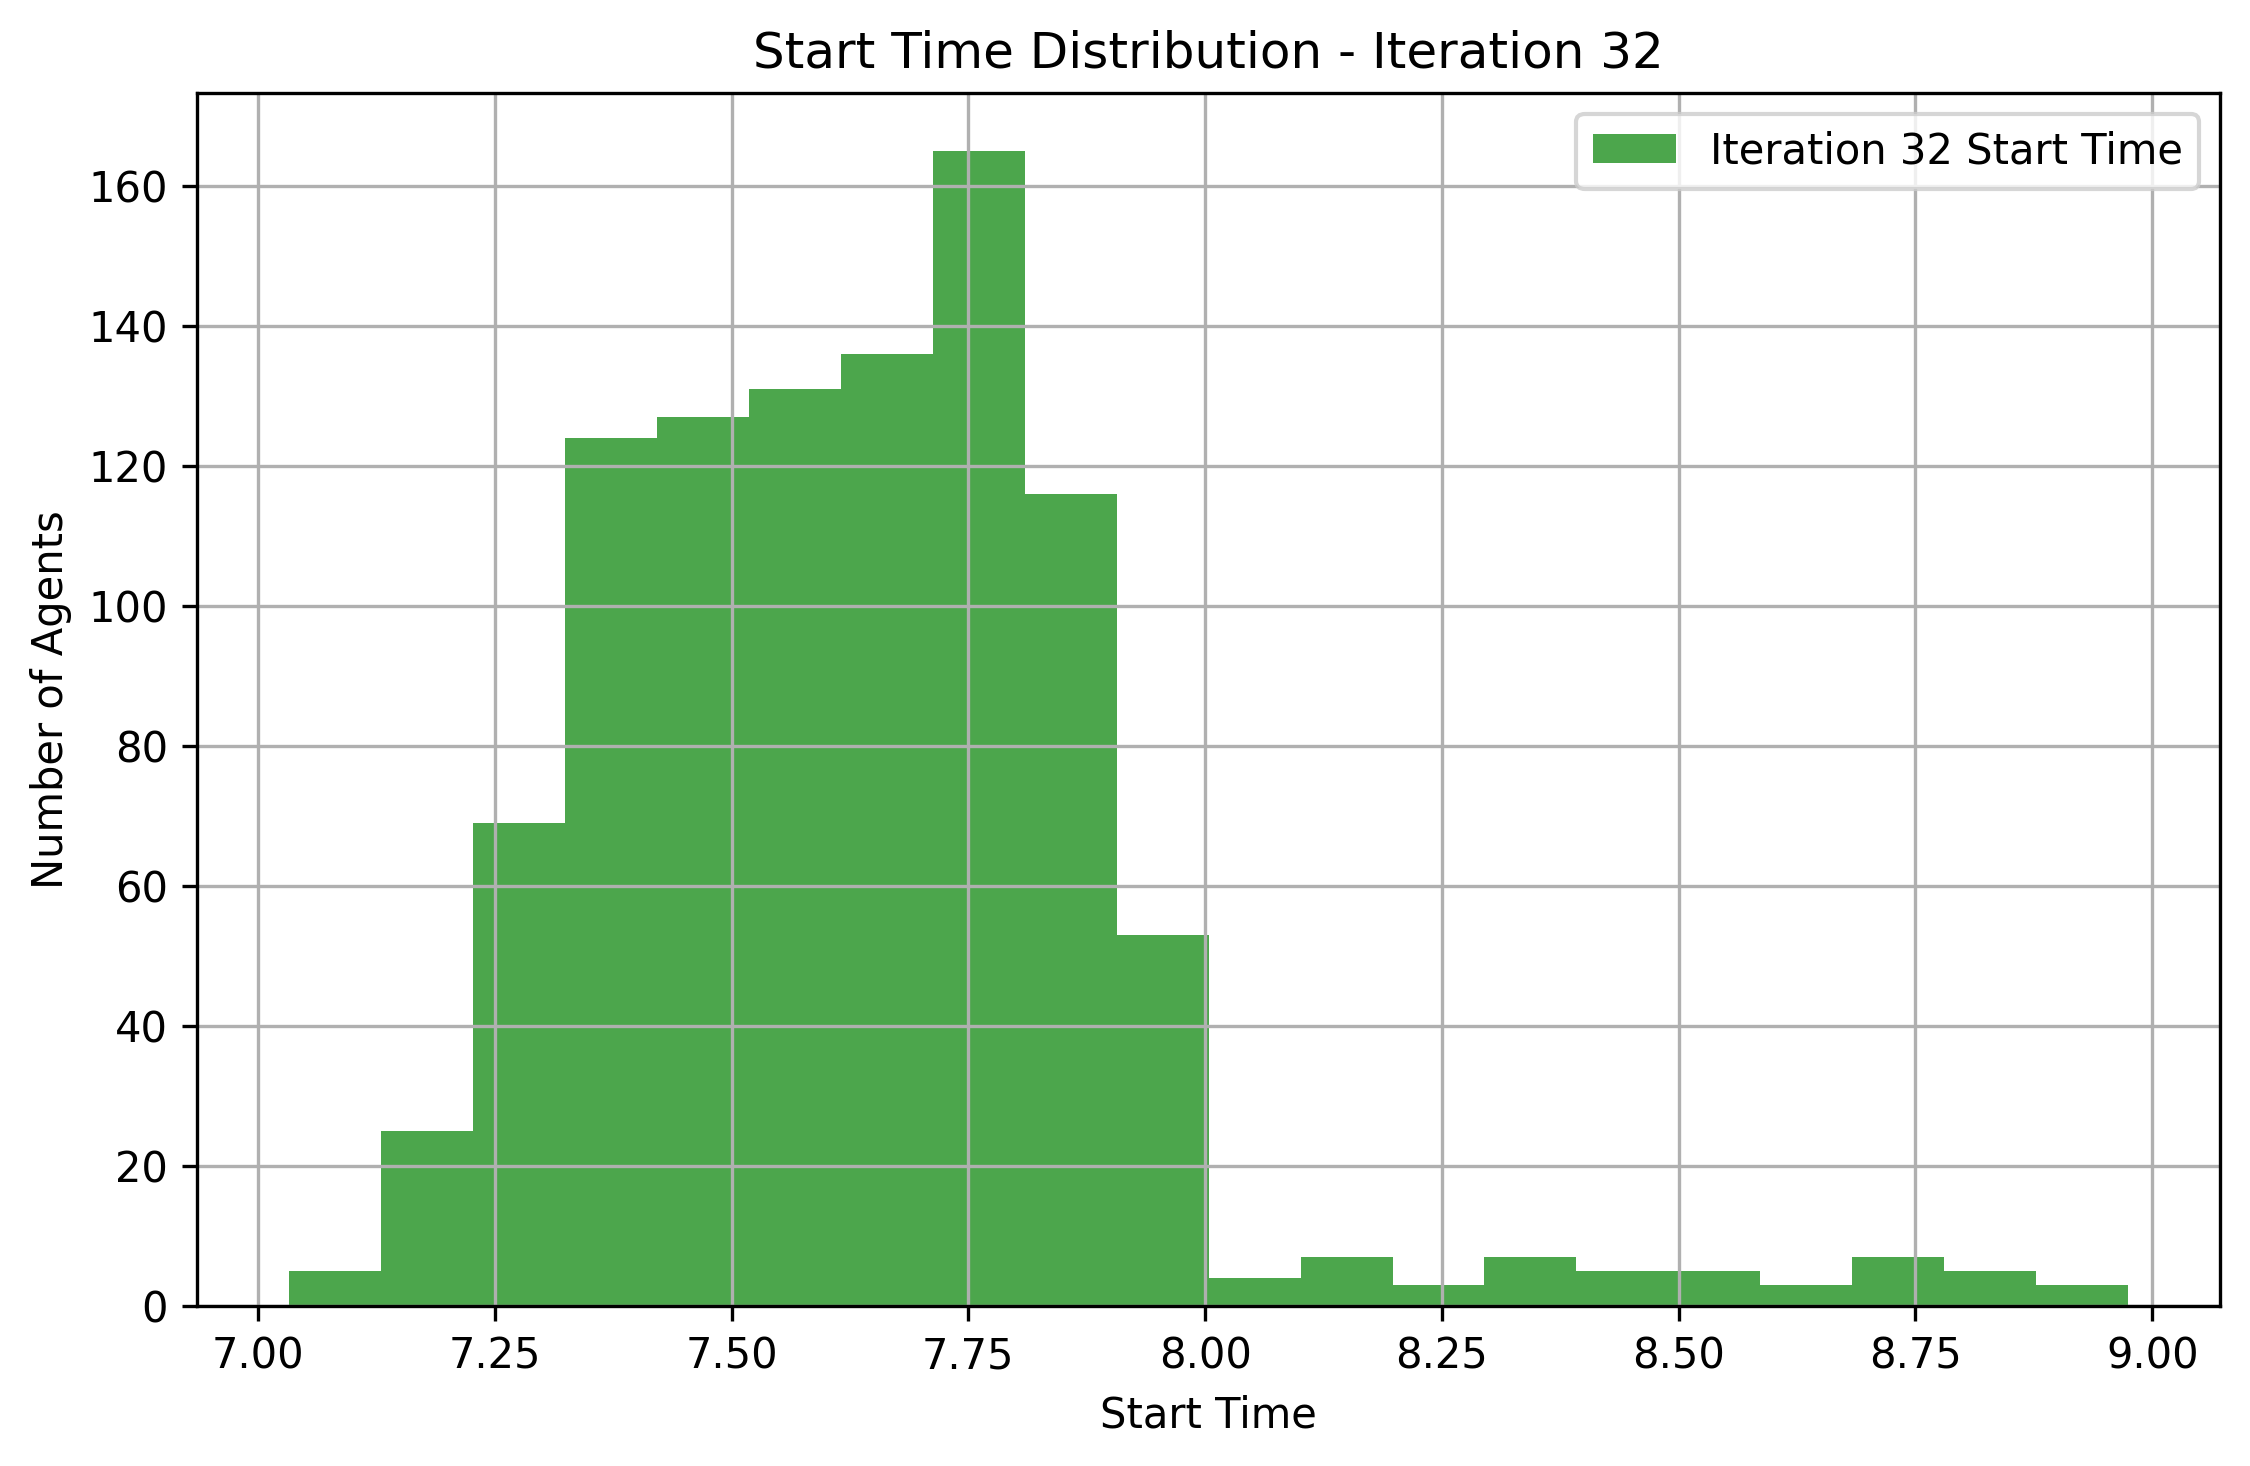 Start Time Distribution - Iteration 32
Iteration 32 Start Time
Number of Agents
160
140
120
100
80
60
40
20
0
7.00 7.25 7.50 7.75 8.00 8.25 8.50 8.75 9.00
Start Time